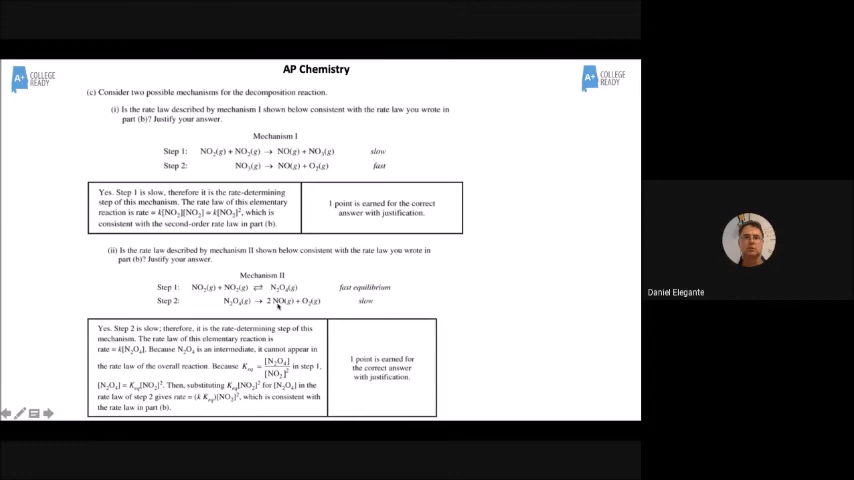 AP Chemistry
A+ COLLEGE READY
A+ COLLEGE READY
(c) Consider two possible mechanisms for the decomposition reaction.
(i) Is the rate law described by mechanism I shown below consistent with the rate law you wrote in
part (b)? Justify your answer.
Mechanism I
Step 1: NO₂(g) + NO₂(g) → NO(g) + NO₃(g) slow
Step 2: NO₃(g) → NO(g) + O₂(g) fast
Yes. Step 1 is slow, therefore it is the rate-determining
step of this mechanism. The rate law of this elementary
reaction is rate = k[NO₂][NO₂] = k[NO₂]², which is
consistent with the second-order rate law in part (b).
1 point is earned for the correct
answer with justification.
(ii) Is the rate law described by mechanism II shown below consistent with the rate law you wrote in
part (b)? Justify your answer.
Mechanism II
Step 1: NO₂(g) + NO₂(g) ⇄ N₂O₄(g) fast equilibrium
Step 2: N₂O₄(g) → 2 NO(g) + O₂(g) slow
Yes. Step 2 is slow; therefore, it is the rate-determining step of this
mechanism. The rate law of this elementary reaction is
rate = k[N₂O₄]. Because N₂O₄ is an intermediate, it cannot appear in
the rate law of the overall reaction. Because Keq = [N₂O₄]/[NO₂]² in step 1,
[N₂O₄] = Keq[NO₂]². Then, substituting Keq[NO₂]² for [N₂O₄] in the
rate law of step 2 gives rate = (k Keq)[NO₂]², which is consistent with
the rate law in part (b).
1 point is earned for
the correct answer
with justification.
Daniel Elegante